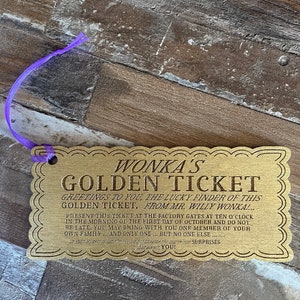 WONKA'S
GOLDEN TICKET
GREETINGS TO YOU, THE LUCKY FINDER OF THIS
GOLDEN TICKET, ...FROM MR. WILLY WONKA!...
PRESENT THIS TICKET AT THE FACTORY GATES AT TEN O'CLOCK
IN THE MORNING OF THE FIRST DAY OF OCTOBER AND DO NOT
BE LATE. YOU MAY BRING WITH YOU ONE MEMBER OF YOUR
OWN FAMILY ... AND ONLY ONE ... BUT NO ONE ELSE ...
SURPRISES
YOU!